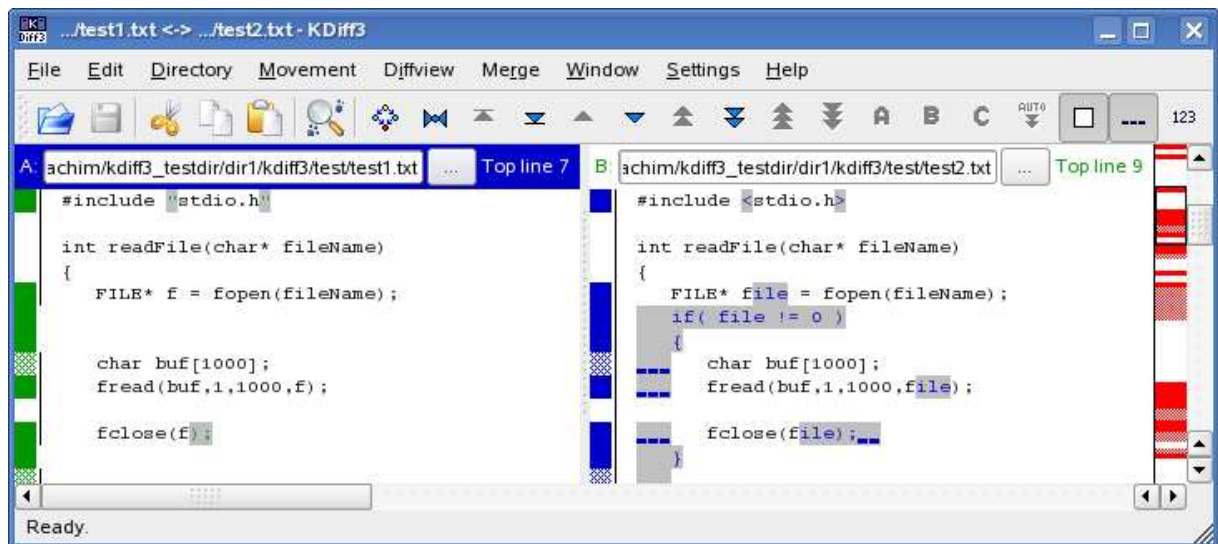 .../test1.txt <-> .../test2.txt - KDiff3
File Edit Directory Movement Diffview Merge Window Settings Help
A B C AUTO 123
A: achim/kdiff3_testdir/dir1/kdiff3/test/test1.txt ... Top line 7
#include "stdio.h"
int readFile(char* fileName)
{
FILE* f = fopen(fileName);
char buf[1000];
fread(buf,1,1000,f);
fclose(f);
B: achim/kdiff3_testdir/dir1/kdiff3/test/test2.txt ... Top line 9
#include <stdio.h>
int readFile(char* fileName)
{
FILE* file = fopen(fileName);
if( file != 0 )
{
char buf[1000];
fread(buf,1,1000,file);
fclose(file);
}
Ready.